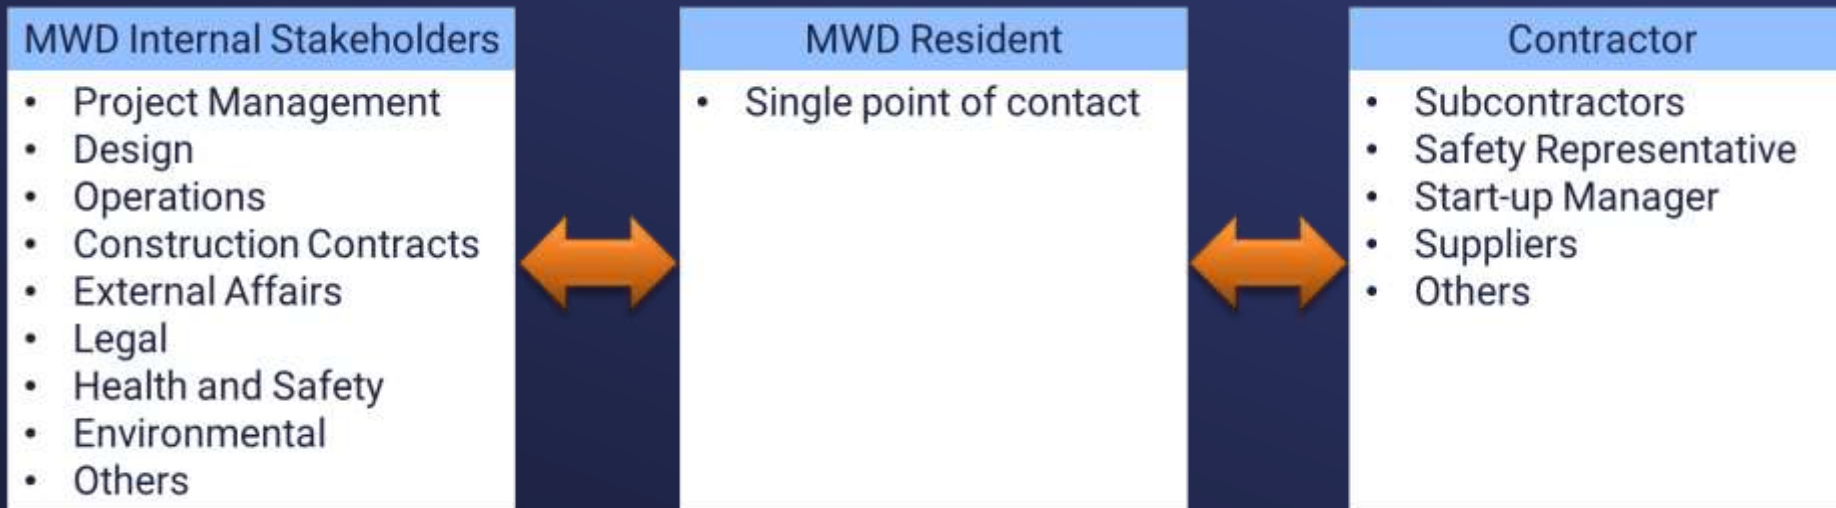 MWD Internal Stakeholders
• Project Management
• Design
• Operations
• Construction Contracts
• External Affairs
• Legal
• Health and Safety
• Environmental
• Others
MWD Resident
• Single point of contact
Contractor
• Subcontractors
• Safety Representative
• Start-up Manager
• Suppliers
• Others